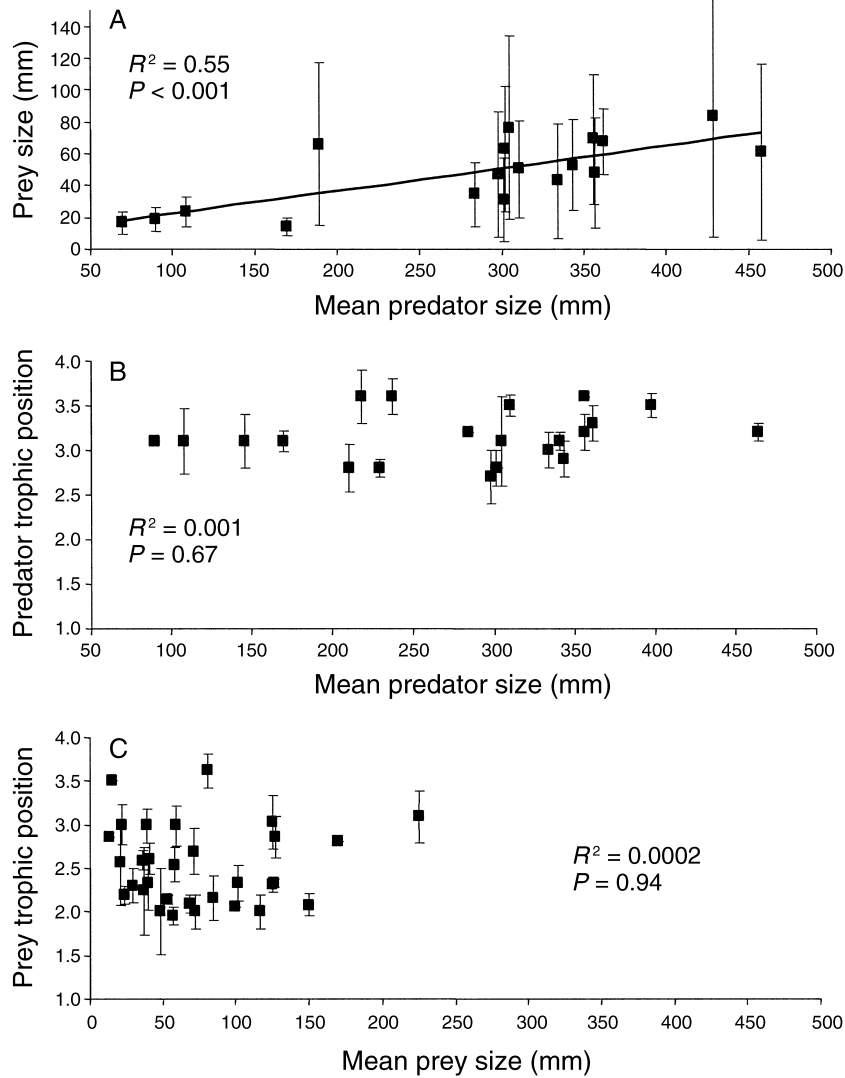 A
R² = 0.55
P < 0.001
Prey size (mm)
140
120
100
80
60
40
20
0
50 100 150 200 250 300 350 400 450 500
Mean predator size (mm)
B
R² = 0.001
P = 0.67
Predator trophic position
4.0
3.5
3.0
2.5
2.0
1.5
1.0
50 100 150 200 250 300 350 400 450 500
Mean predator size (mm)
C
R² = 0.0002
P = 0.94
Prey trophic position
4.0
3.5
3.0
2.5
2.0
1.5
1.0
0 50 100 150 200 250 300 350 400 450 500
Mean prey size (mm)